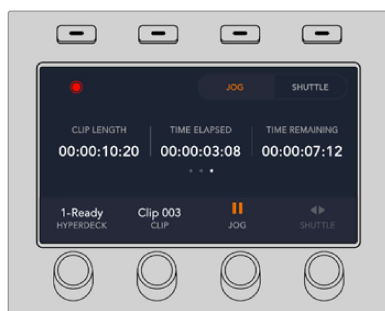 JOG SHUTTLE
CLIP LENGTH TIME ELAPSED TIME REMAINING
00:00:10:20 00:00:03:08 00:00:07:12
1-Ready Clip 003
HYPERDECK CLIP JOG SHUTTLE